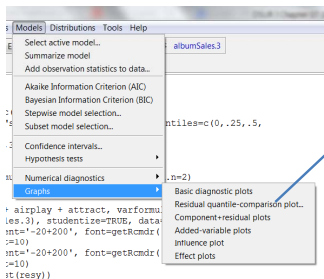 s Models Distributions Tools Help
Select active model...
Summarize model
Add observation statistics to data...
albumSales.3
Akaike Information Criterion (AIC)
Bayesian Information Criterion (BIC)
Stepwise model selection...
Subset model selection...
ntiles=c(0,.25,.5,
Confidence intervals...
Hypothesis tests
Numerical diagnostics
.n=2)
Graphs
Basic diagnostic plots
Residual quantile-comparison plot...
Component+residual plots
Added-variable plots
Influence plot
Effect plots
+ airplay + attract, varformu
les.3), studentize=TRUE, data
ent='-20+200', font=getRcmdr(
t=10)
ent='-20+200', font=getRcmdr(
t=10)
st(resy))